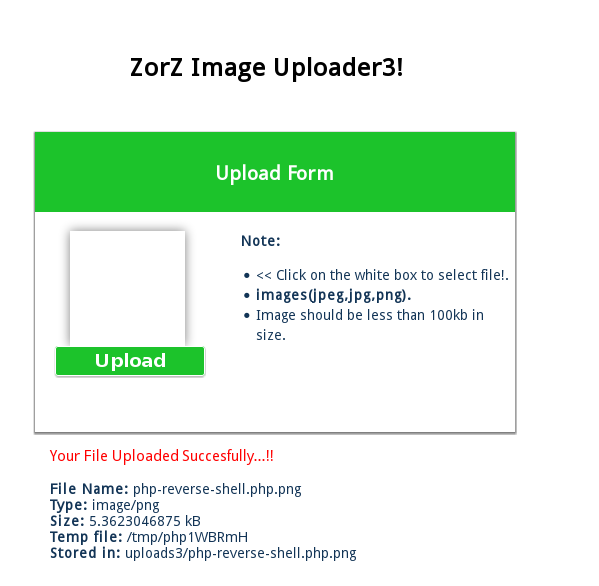 ZorZ Image Uploader3!
Upload Form
Note:
• << Click on the white box to select file!.
• images(jpeg,jpg,png).
• Image should be less than 100kb in
size.
Upload
Your File Uploaded Succesfully...!!
File Name: php-reverse-shell.php.png
Type: image/png
Size: 5.3623046875 kB
Temp file: /tmp/php1WBRmH
Stored in: uploads3/php-reverse-shell.php.png